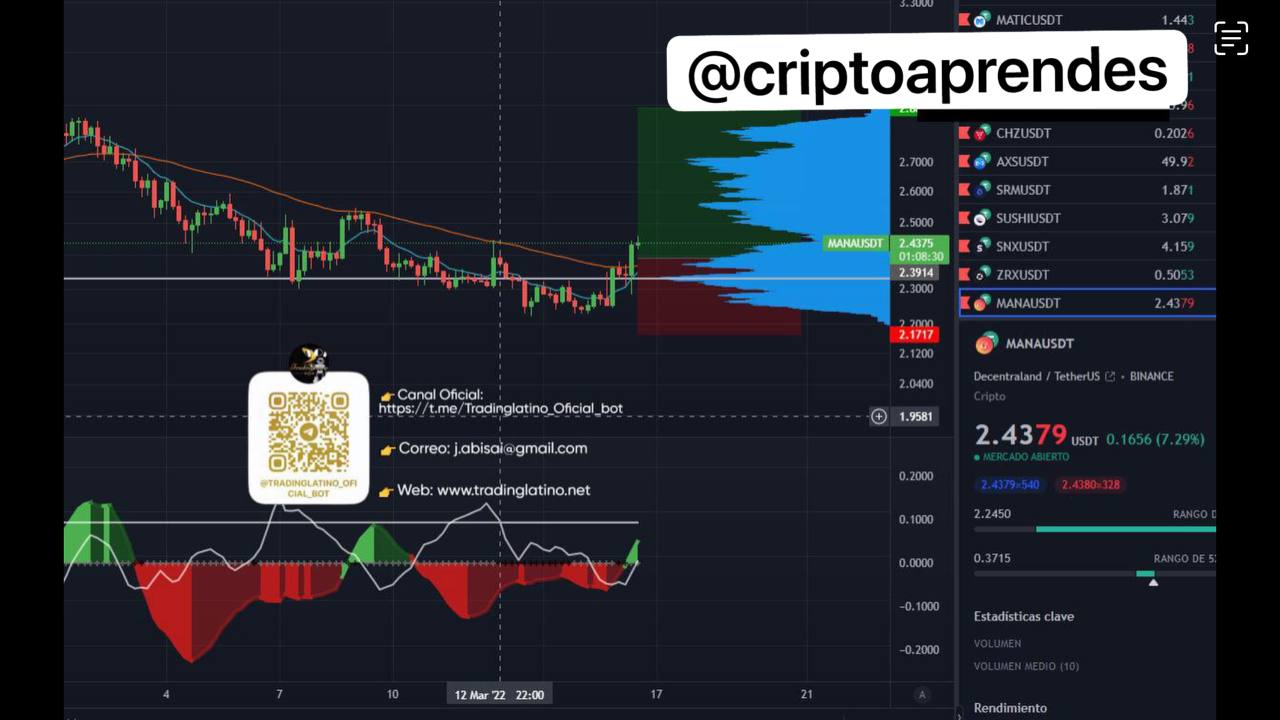 3.3000
MATICUSDT 1.443
@criptoaprendes
CHZUSDT 0.2026
AXSUSDT 49.92
SRMUSDT 1.871
SUSHIUSDT 3.079
SNXUSDT 4.159
ZRXUSDT 0.5053
MANAUSDT 2.4379
2.7000
2.6000
2.5000
MANAUSDT 2.4375
01:08:30
2.3914
2.3000
2.2000
2.1717
2.1200
2.0400
1.9581
0.2000
0.1000
0.0000
−0.1000
−0.2000
👉 Canal Oficial:
https://t.me/Tradinglatino_Oficial_bot
👉 Correo: j.abisai@gmail.com
👉 Web: www.tradinglatino.net
@TRADINGLATINO_OFI
CIAL_BOT
4 7 10 12 Mar '22 22:00 17 21 A
MANAUSDT
Decentraland / TetherUS • BINANCE
Cripto
2.4379 USDT 0.1656 (7.29%)
MERCADO ABIERTO
2.4379×540 2.4380×328
2.2450 RANGO D
0.3715 RANGO DE 5
Estadísticas clave
VOLUMEN
VOLUMEN MEDIO (10)
Rendimiento